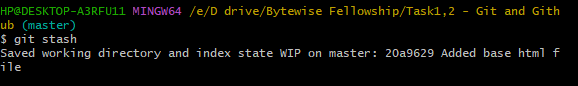 HP@DESKTOP-A3RFU11 MINGW64 /e/D drive/Bytewise Fellowship/Task1,2 - Git and Gith
ub (master)
$ git stash
Saved working directory and index state WIP on master: 20a9629 Added base html f
ile